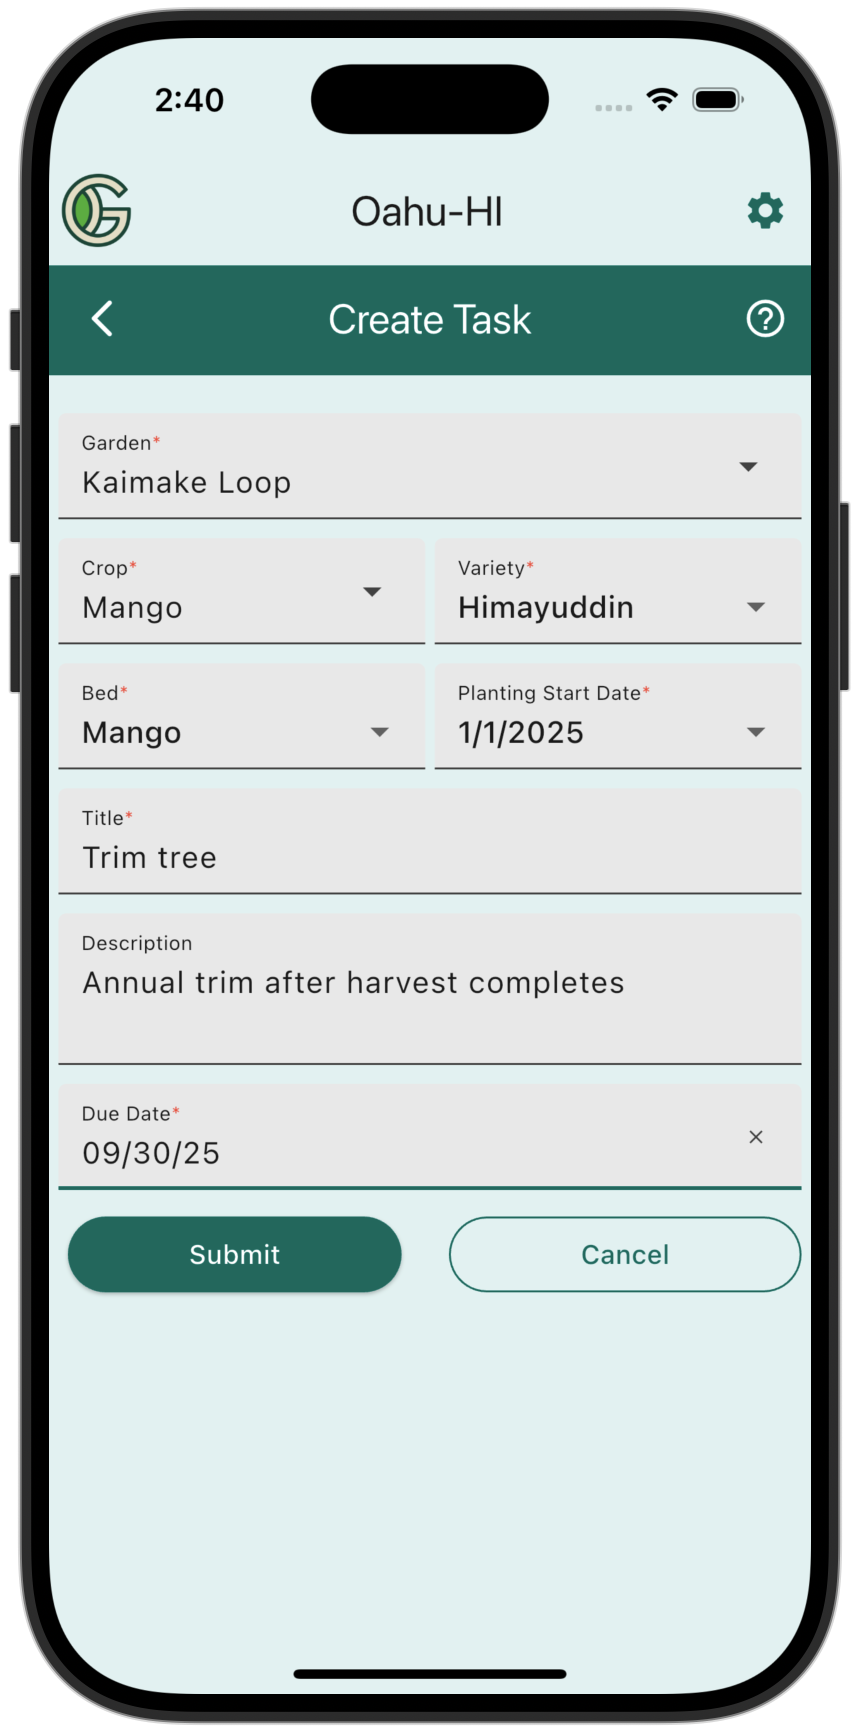 2:40
Oahu-HI
Create Task
Garden*
Kaimake Loop
Crop* Variety*
Mango Himayuddin
Bed* Planting Start Date*
Mango 1/1/2025
Title*
Trim tree
Description
Annual trim after harvest completes
Due Date*
09/30/25
Submit Cancel